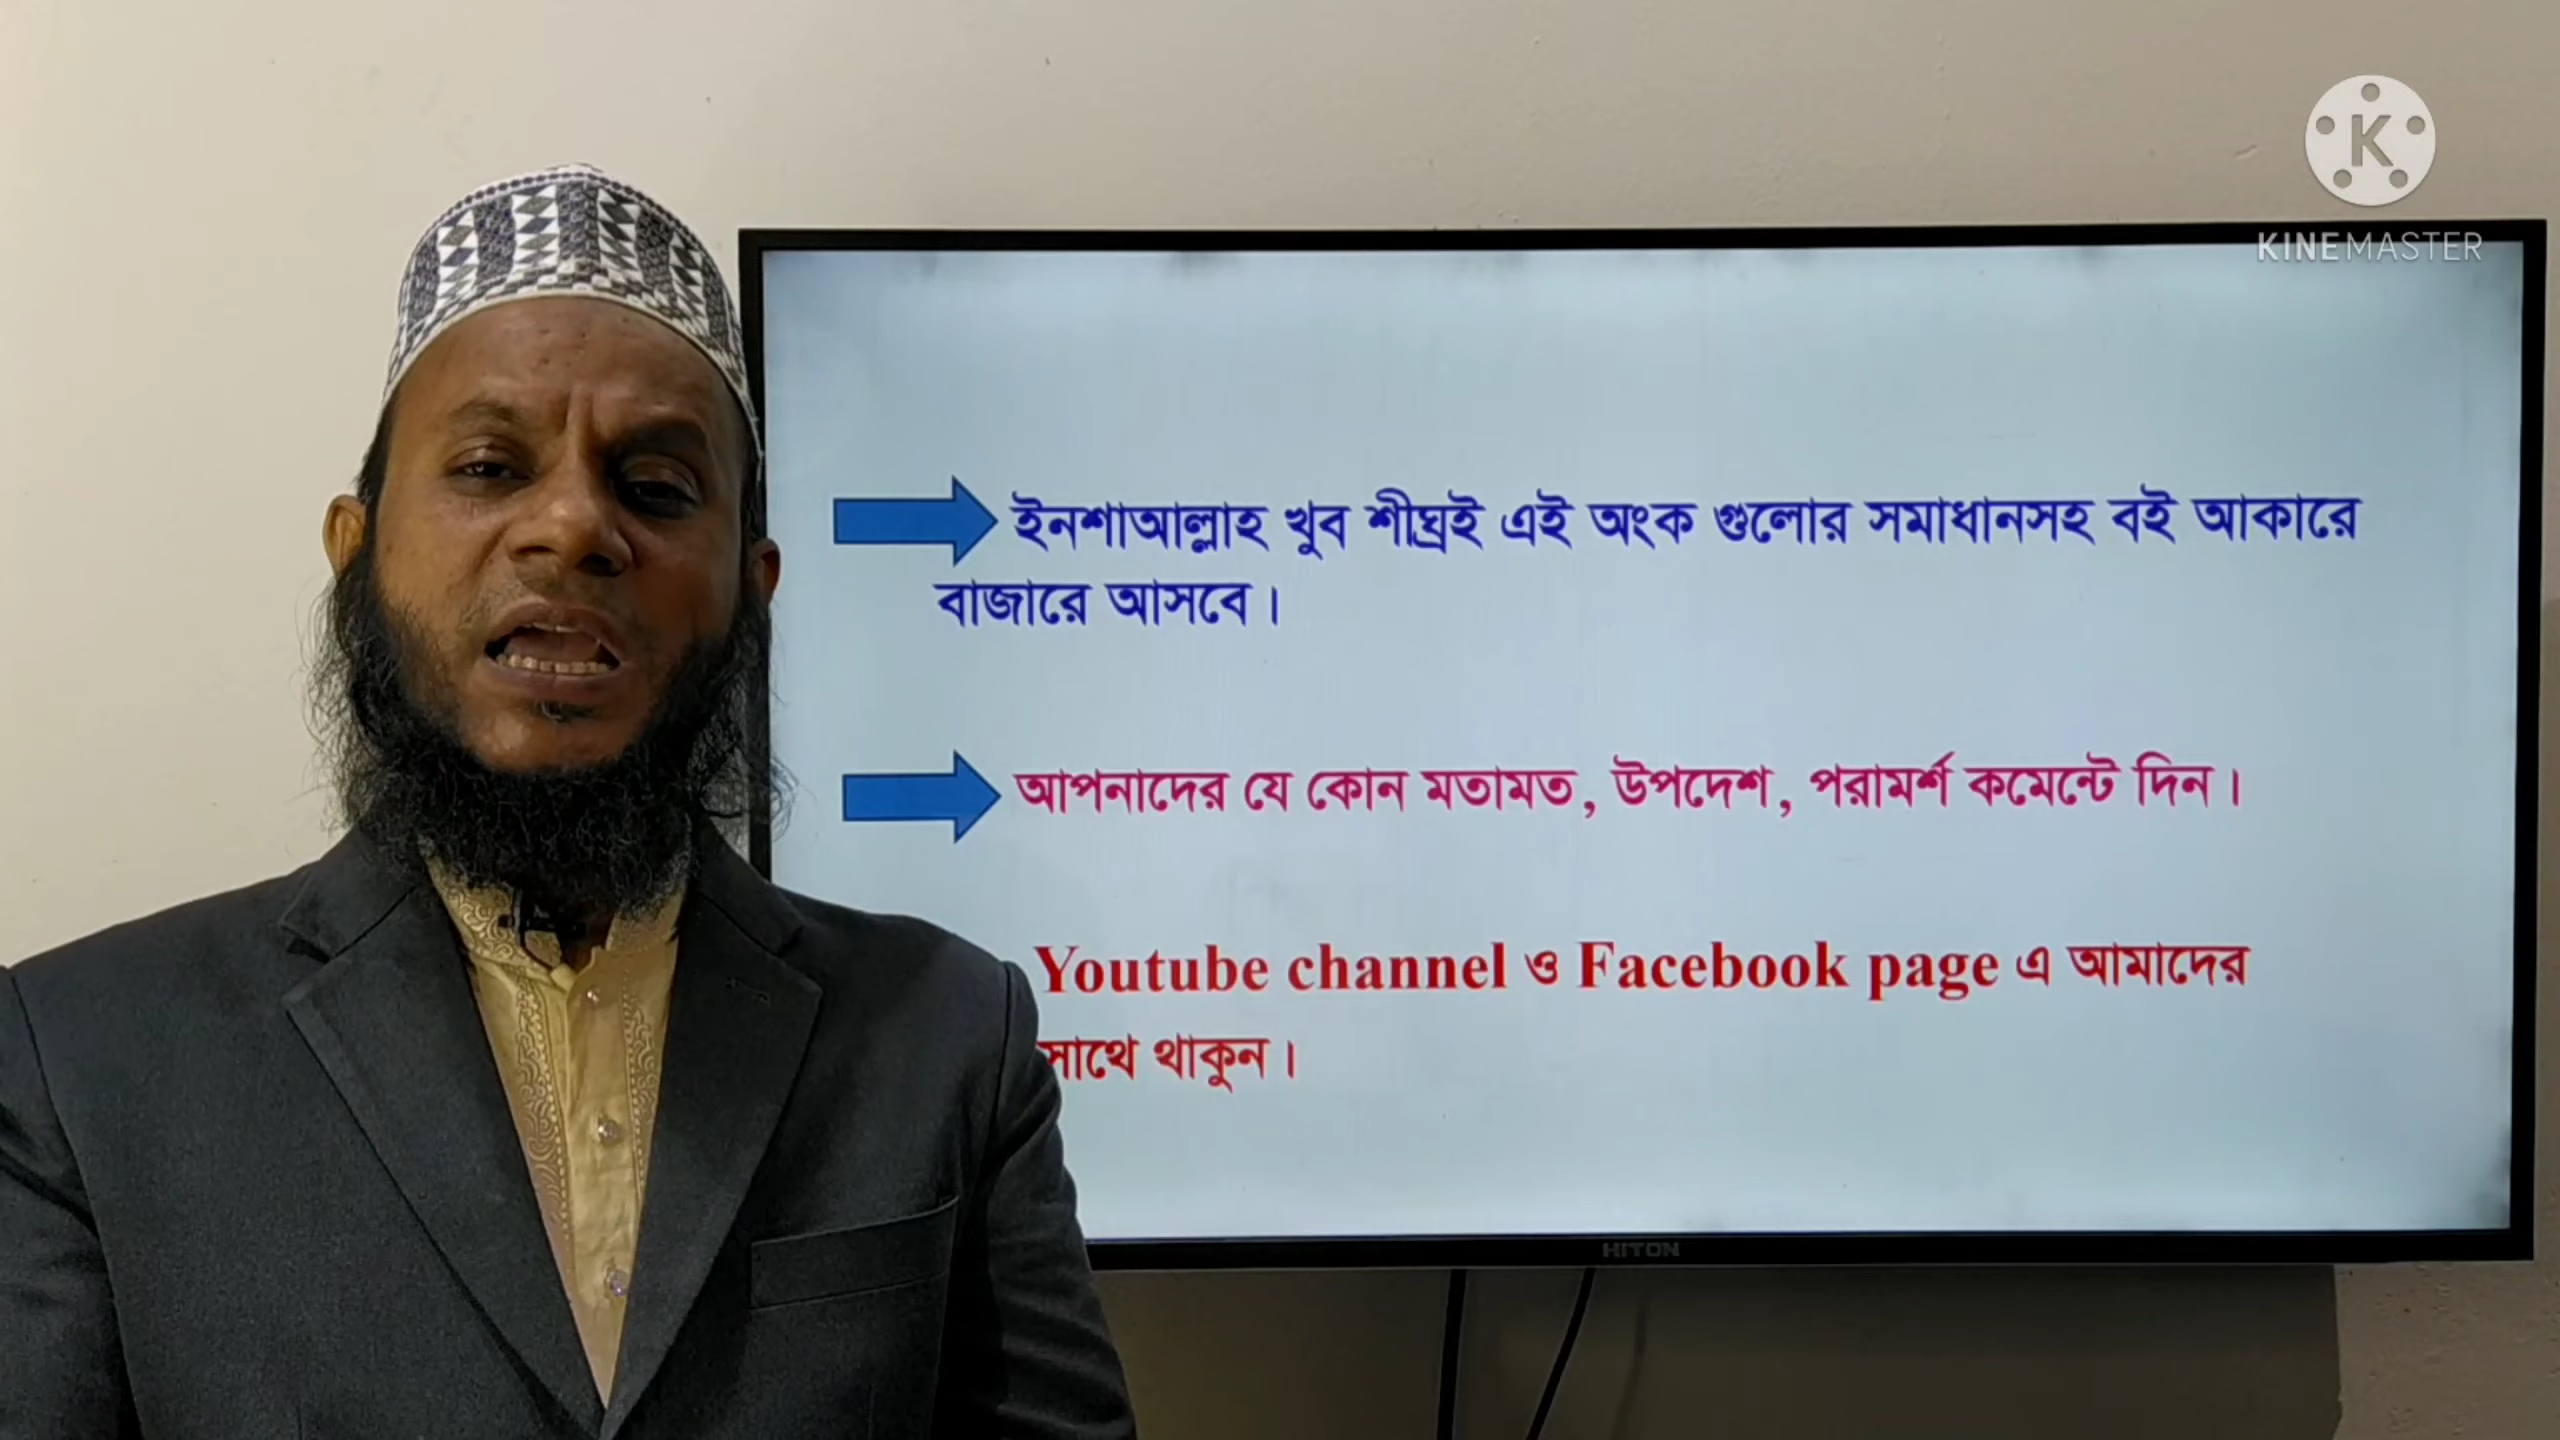 K
KINEMASTER
ইনশাআল্লাহ খুব শীঘ্রই এই অংক গুলোর সমাধানসহ বই আকারে
বাজারে আসবে।
আপনাদের যে কোন মতামত, উপদেশ, পরামর্শ কমেন্টে দিন।
Youtube channel ও Facebook page এ আমাদের
সাথে থাকুন।
HITON